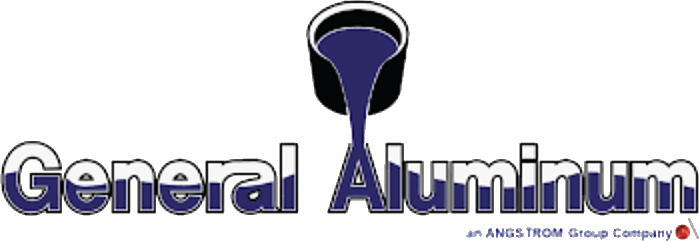 General Aluminum
an ANGSTROM Group Company